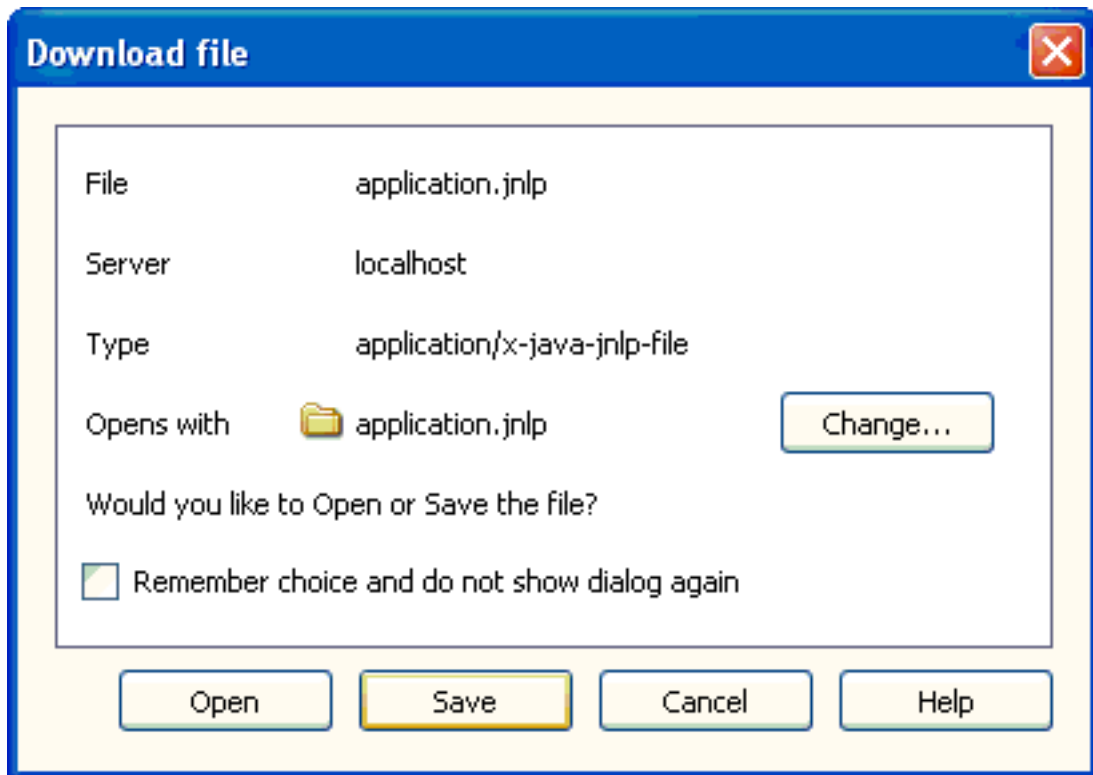 Download file
File application.jnlp
Server localhost
Type application/x-java-jnlp-file
Opens with application.jnlp Change...
Would you like to Open or Save the file?
Remember choice and do not show dialog again
Open Save Cancel Help